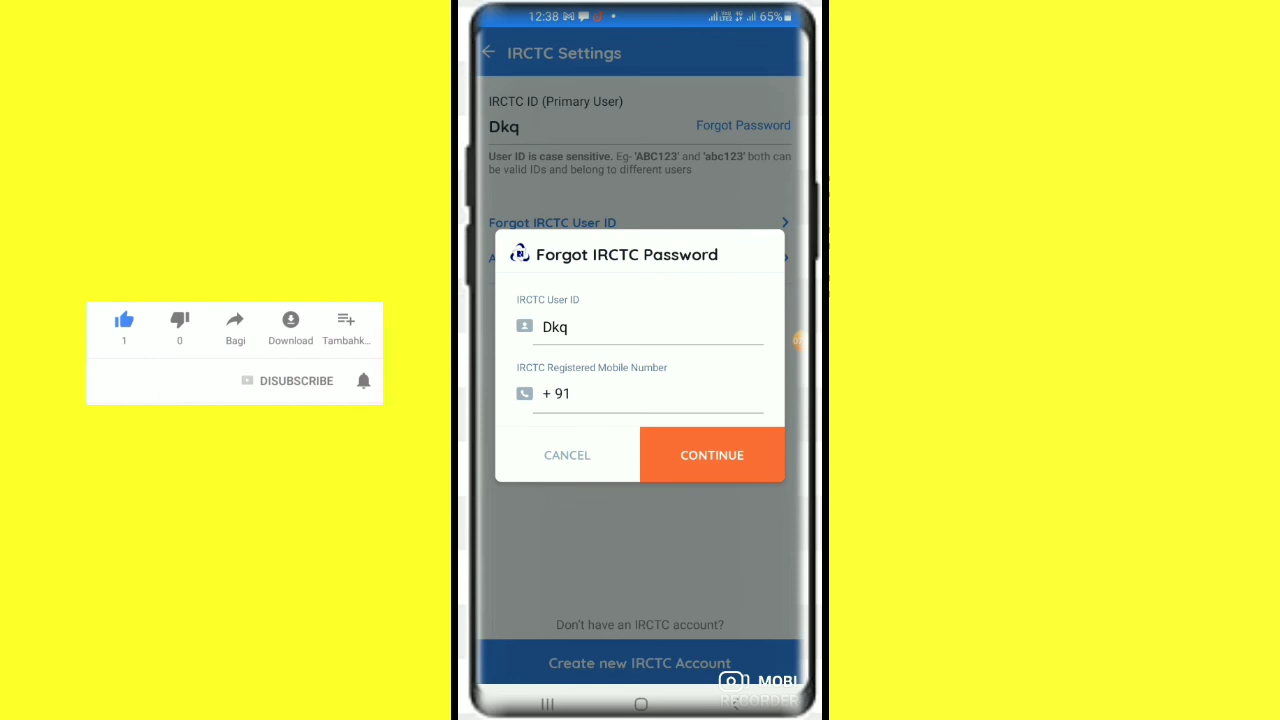 12:38
65%
IRCTC Settings
IRCTC ID (Primary User)
Dkq
Forgot Password
User ID is case sensitive. Eg- 'ABC123' and 'abc123' both can
be valid IDs and belong to different users
Forgot IRCTC User ID
Forgot IRCTC Password
IRCTC User ID
Dkq
IRCTC Registered Mobile Number
+ 91
CANCEL
CONTINUE
1
0
Bagi
Download
Tambahk...
DISUBSCRIBE
Don't have an IRCTC account?
Create new IRCTC Account
MOBI
RECORDER